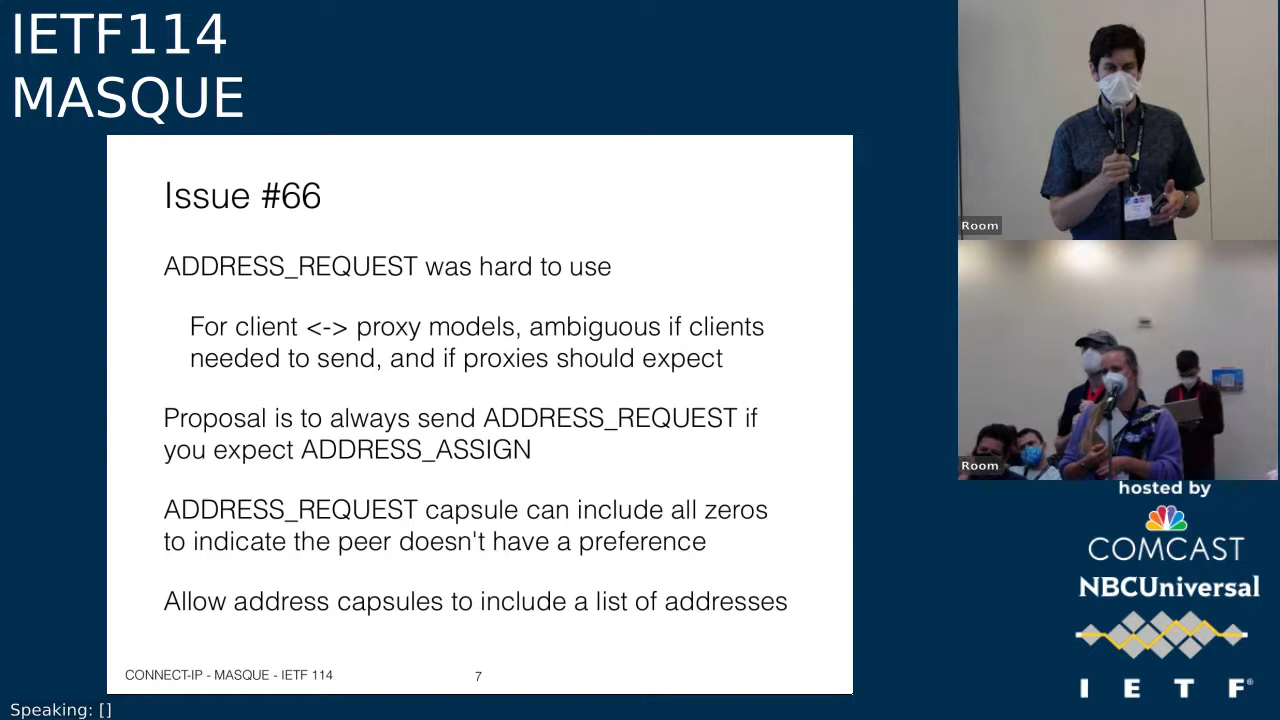 IETF114
MASQUE
Issue #66
ADDRESS_REQUEST was hard to use
For client <-> proxy models, ambiguous if clients
needed to send, and if proxies should expect
Proposal is to always send ADDRESS_REQUEST if
you expect ADDRESS_ASSIGN
ADDRESS_REQUEST capsule can include all zeros
to indicate the peer doesn't have a preference
Allow address capsules to include a list of addresses
CONNECT-IP - MASQUE - IETF 114
7
Speaking: []
Room
Room
hosted by
COMCAST
NBCUniversal
I E T F®